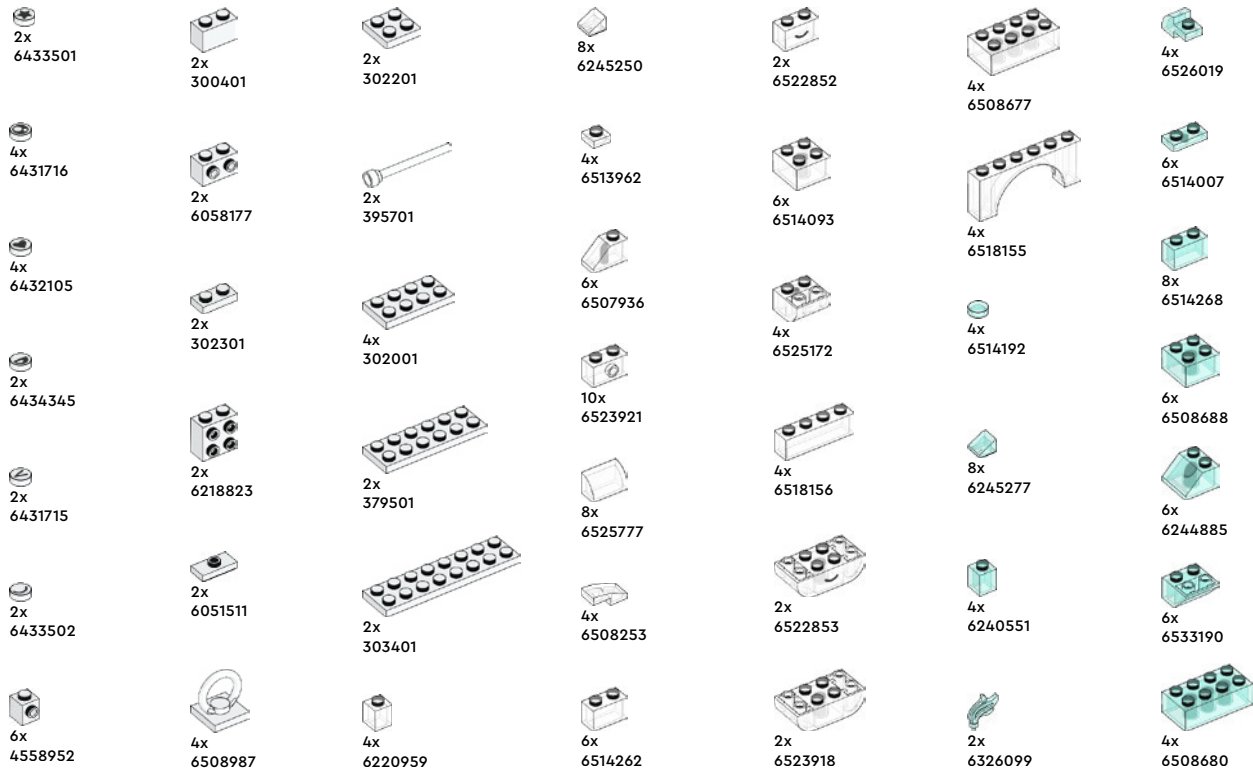 2x
6433501
4x
6431716
4x
6432105
2x
6434345
2x
6431715
2x
6433502
6x
4558952
2x
300401
2x
6058177
2x
302301
2x
6218823
2x
6051511
4x
6508987
2x
302201
2x
395701
4x
302001
2x
379501
2x
303401
4x
6220959
8x
6245250
4x
6513962
6x
6507936
10x
6523921
8x
6525777
4x
6508253
6x
6514262
2x
6522852
6x
6514093
4x
6525172
4x
6518156
2x
6522853
2x
6523918
4x
6508677
4x
6518155
4x
6514192
8x
6245277
4x
6240551
2x
6326099
4x
6526019
6x
6514007
8x
6514268
6x
6508688
6x
6244885
6x
6533190
4x
6508680